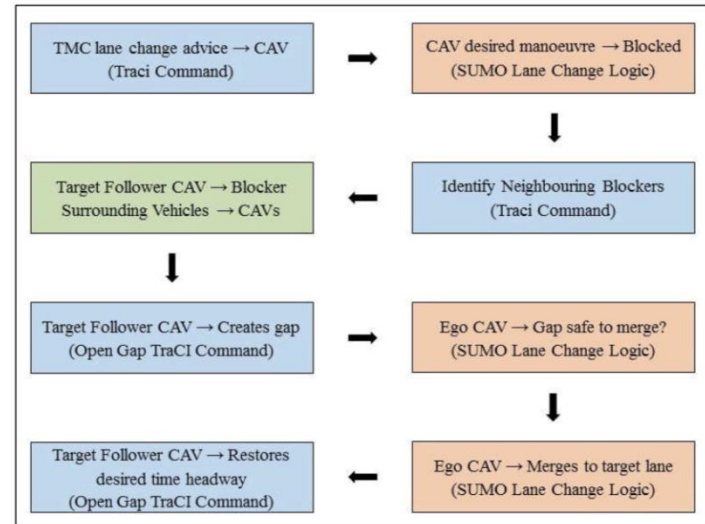 TMC lane change advice → CAV
(Traci Command)
CAV desired manoeuvre → Blocked
(SUMO Lane Change Logic)
Identify Neighbouring Blockers
(Traci Command)
Target Follower CAV → Blocker
Surrounding Vehicles → CAVs
Target Follower CAV → Creates gap
(Open Gap TraCI Command)
Ego CAV → Gap safe to merge?
(SUMO Lane Change Logic)
Ego CAV → Merges to target lane
(SUMO Lane Change Logic)
Target Follower CAV → Restores
desired time headway
(Open Gap TraCI Command)